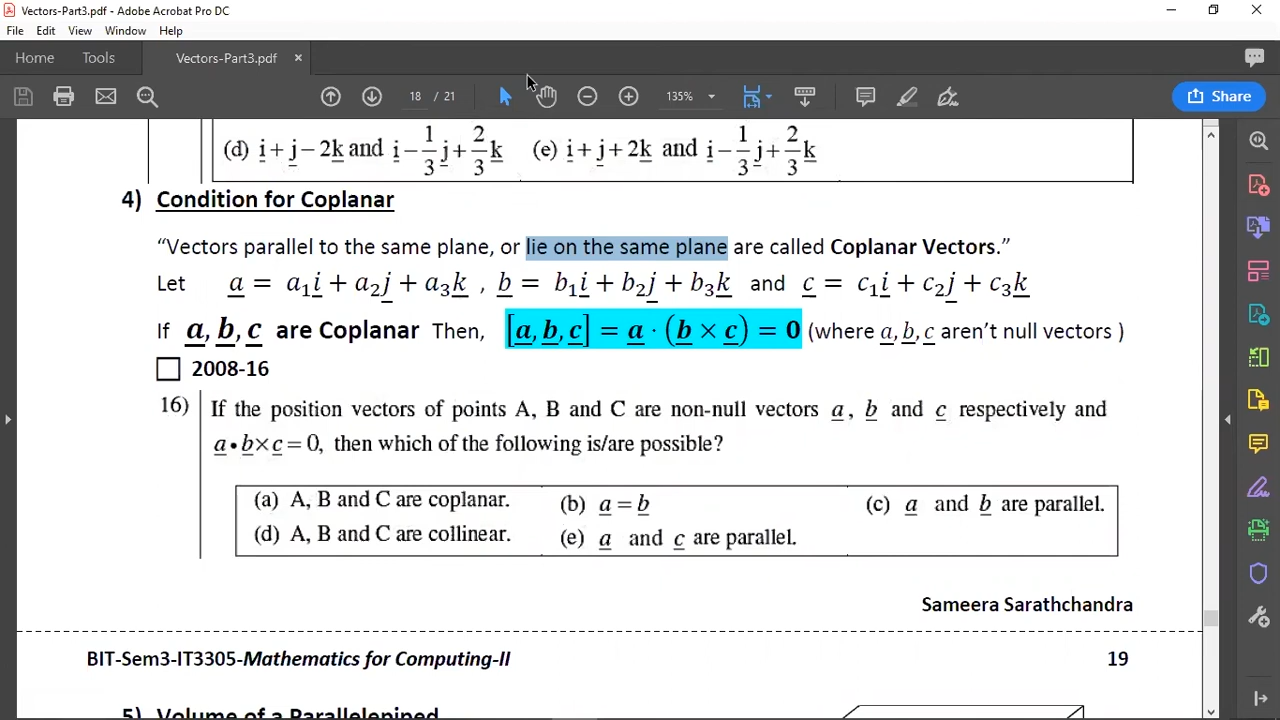 Vectors-Part3.pdf - Adobe Acrobat Pro DC
File Edit View Window Help
Home Tools Vectors-Part3.pdf ×
18 / 21 135% Share
(d) i + j − 2k and i − 1/3 j + 2/3 k (e) i + j + 2k and i − 1/3 j + 2/3 k
4) Condition for Coplanar
“Vectors parallel to the same plane, or lie on the same plane are called Coplanar Vectors.”
Let a = a₁i + a₂j + a₃k , b = b₁i + b₂j + b₃k and c = c₁i + c₂j + c₃k
If a, b, c are Coplanar Then, [a, b, c] = a · (b × c) = 0 (where a, b, c aren’t null vectors )
☐ 2008-16
16) If the position vectors of points A, B and C are non-null vectors a , b and c respectively and
a • b × c = 0, then which of the following is/are possible?
(a) A, B and C are coplanar. (b) a = b (c) a and b are parallel.
(d) A, B and C are collinear. (e) a and c are parallel.
Sameera Sarathchandra
BIT-Sem3-IT3305-Mathematics for Computing-II 19
5) Volume of a Parallelepined